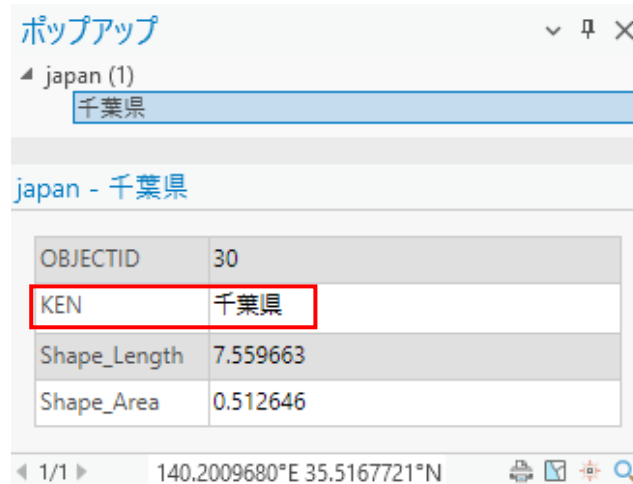 ポップアップ
japan (1)
千葉県
japan - 千葉県
OBJECTID 30
KEN 千葉県
Shape_Length 7.559663
Shape_Area 0.512646
1/1 140.2009680°E 35.5167721°N